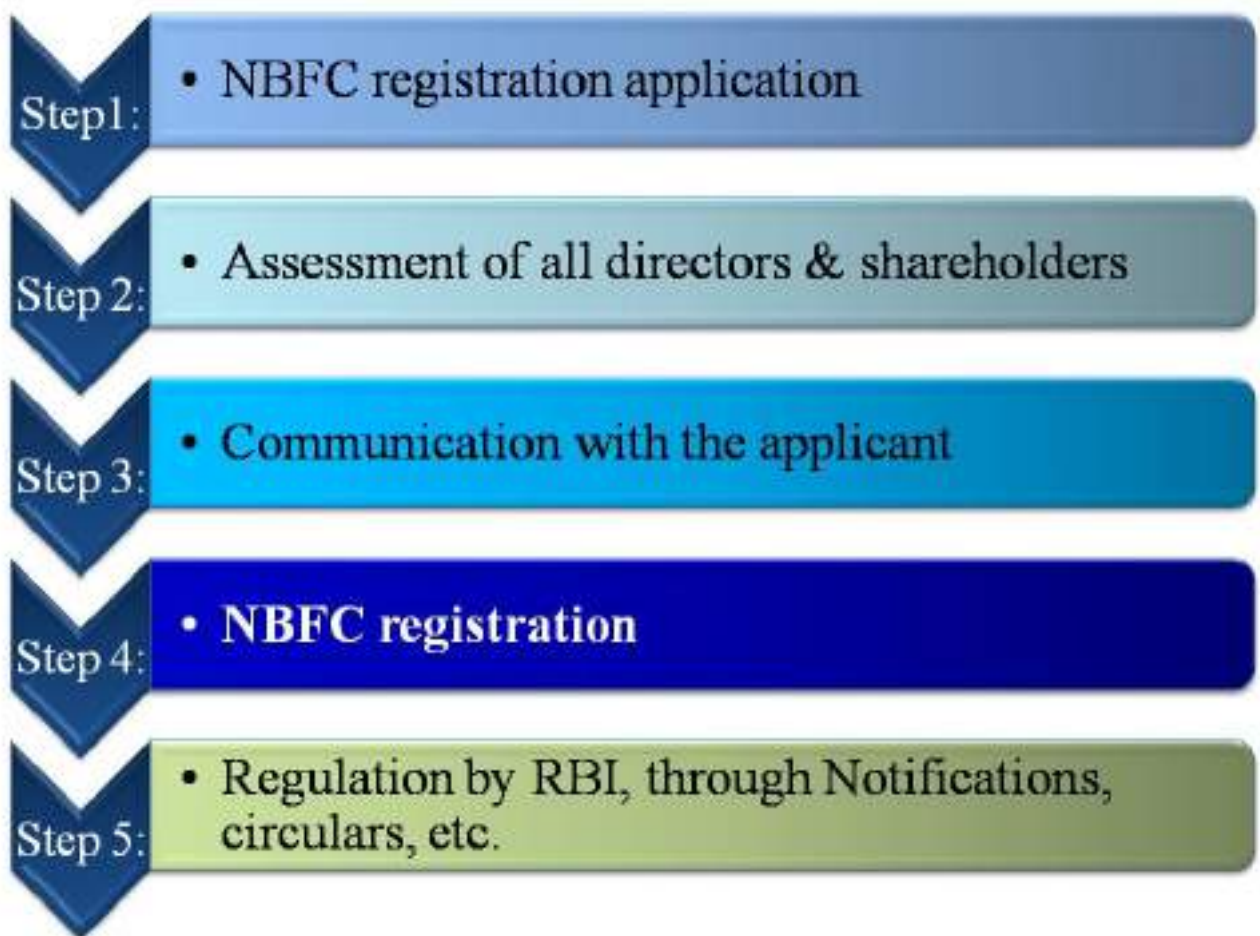 Step1:
• NBFC registration application
Step 2:
• Assessment of all directors & shareholders
Step 3:
• Communication with the applicant
Step 4:
• NBFC registration
Step 5:
• Regulation by RBI, through Notifications,
circulars, etc.